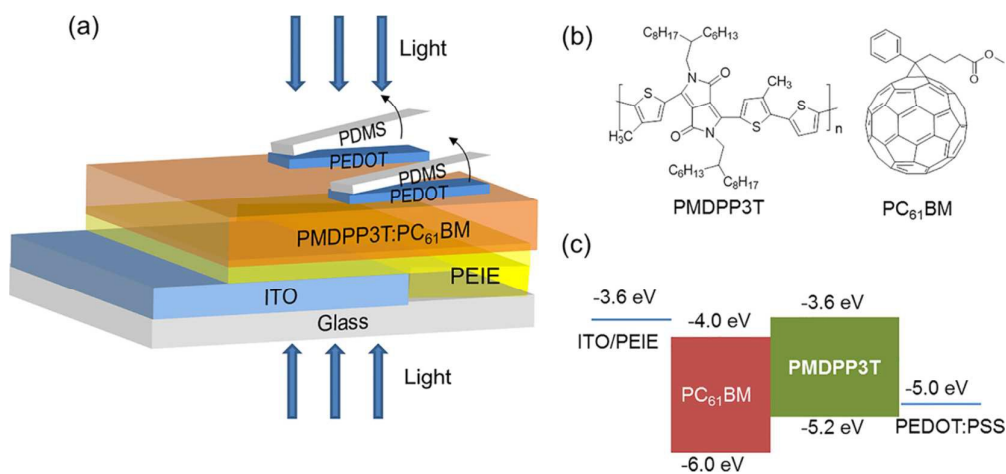 (a)
Light
PDMS
PEDOT
PDMS
PEDOT
PMDPP3T:PC₆₁BM
PEIE
ITO
Glass
Light
(b)
C₈H₁₇ C₆H₁₃
N O
S S CH₃
H₃C S S n
O N
C₆H₁₃
C₈H₁₇
PMDPP3T
O
O
PC₆₁BM
(c)
-3.6 eV
ITO/PEIE
-4.0 eV
PC₆₁BM
-6.0 eV
-3.6 eV
PMDPP3T
-5.2 eV
-5.0 eV
PEDOT:PSS